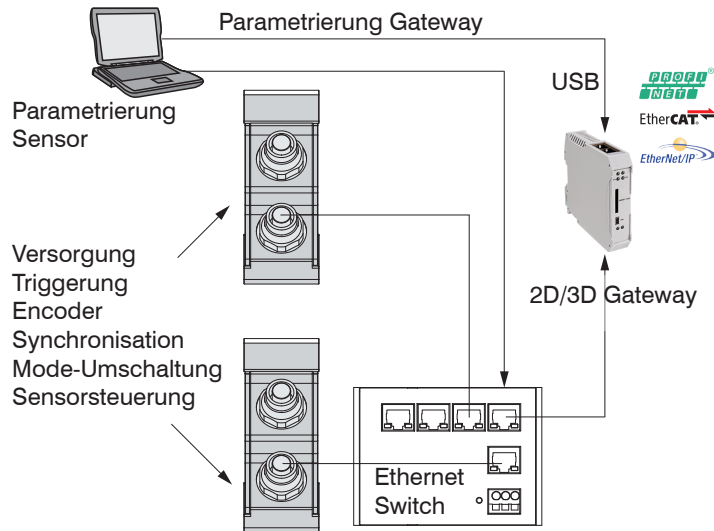 Parametrierung Gateway
USB
PROFI
NET
EtherCAT
EtherNet/IP
Parametrierung
Sensor
Versorgung
Triggerung
Encoder
Synchronisation
Mode-Umschaltung
Sensorsteuerung
2D/3D Gateway
Ethernet
Switch